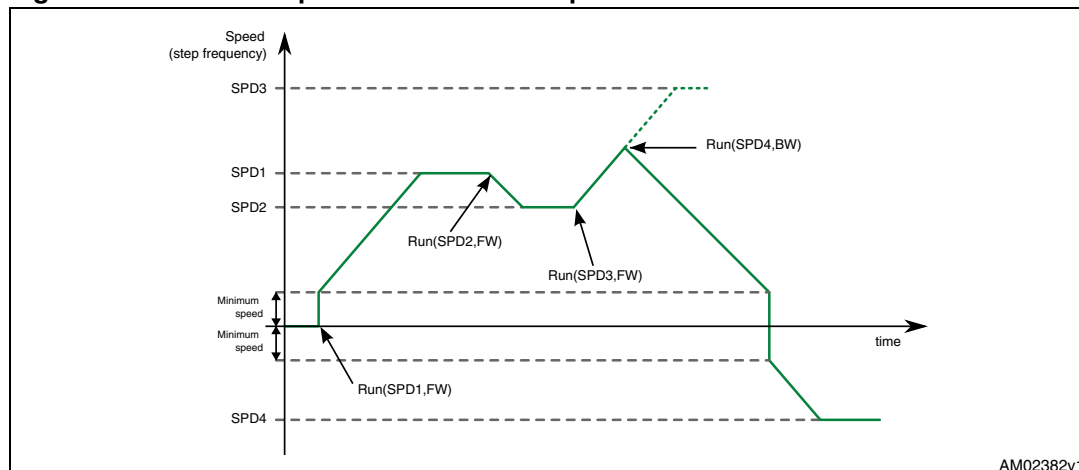 Speed
(step frequency)
SPD3
Run(SPD4,BW)
SPD1
SPD2
Run(SPD2,FW)
Run(SPD3,FW)
Minimum
speed
Minimum
speed
time
Run(SPD1,FW)
SPD4
AM02382v1